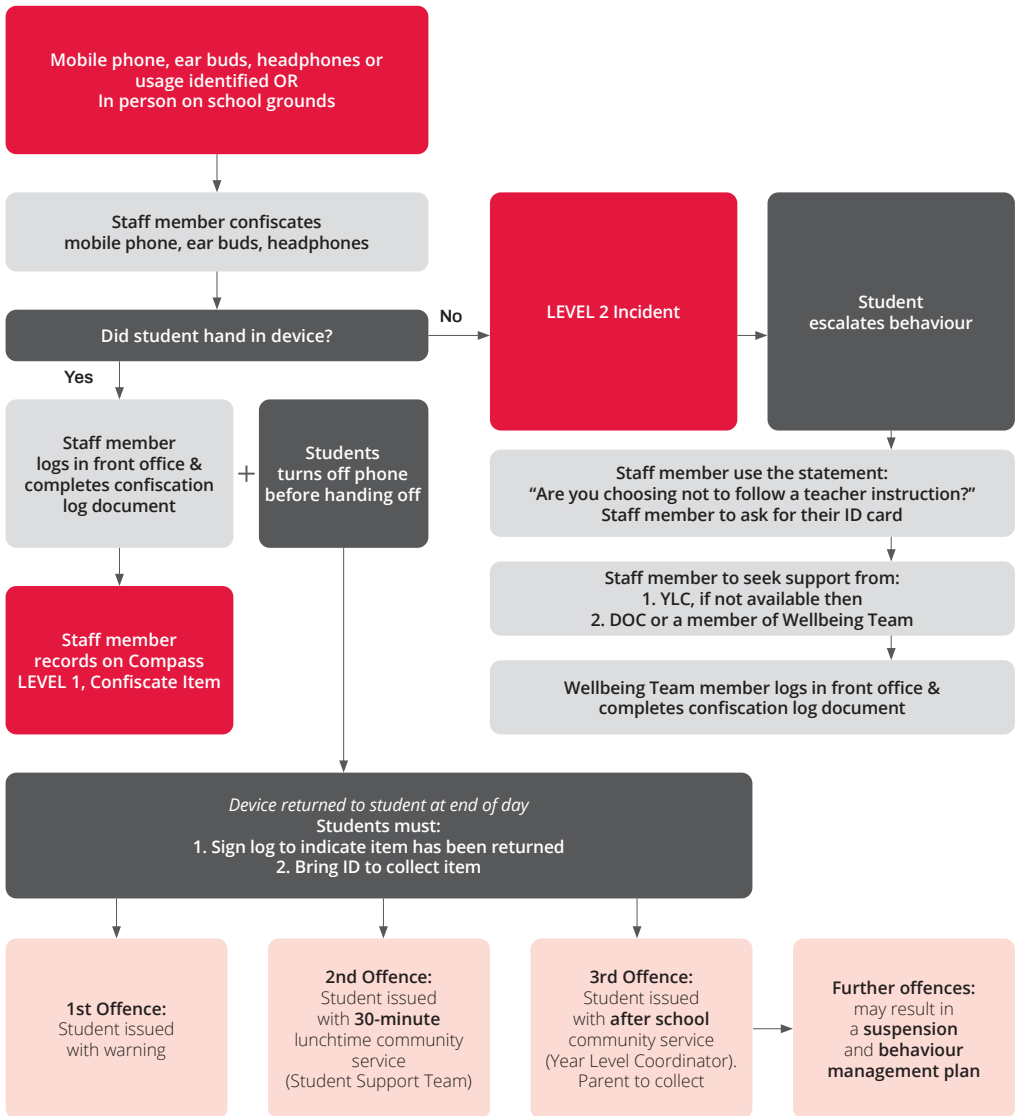 Mobile phone, ear buds, headphones or
usage identified OR
In person on school grounds
Staff member confiscates
mobile phone, ear buds, headphones
Did student hand in device?
No
LEVEL 2 Incident
Student
escalates behaviour
Yes
Staff member
logs in front office &
completes confiscation
log document
+
Students
turns off phone
before handing off
Staff member
records on Compass
LEVEL 1, Confiscate Item
Staff member use the statement:
“Are you choosing not to follow a teacher instruction?”
Staff member to ask for their ID card
Staff member to seek support from:
1. YLC, if not available then
2. DOC or a member of Wellbeing Team
Wellbeing Team member logs in front office &
completes confiscation log document
Device returned to student at end of day
Students must:
1. Sign log to indicate item has been returned
2. Bring ID to collect item
1st Offence:
Student issued
with warning
2nd Offence:
Student issued
with 30-minute
lunchtime community
service
(Student Support Team)
3rd Offence:
Student issued
with after school
community service
(Year Level Coordinator).
Parent to collect
Further offences:
may result in
a suspension
and behaviour
management plan